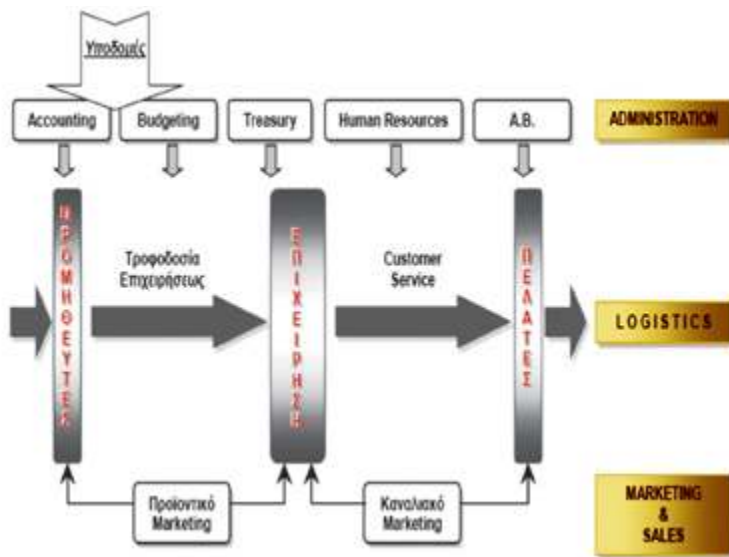 Υποδομές
Accounting
Budgeting
Treasury
Human Resources
Α.Β.
ADMINISTRATION
ΠΡΟΜΗΘΕΥΤΕΣ
Τροφοδοσία
Επιχειρήσεως
ΕΠΙΧΕΙΡΗΣΗ
Customer
Service
ΠΕΛΑΤΕΣ
LOGISTICS
Προϊοντικό
Marketing
Καναλιακό
Marketing
MARKETING
&
SALES